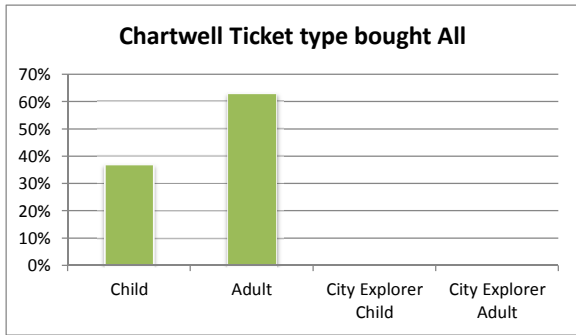 Chartwell Ticket type bought All
70%
60%
50%
40%
30%
20%
10%
0%
Child
Adult
City Explorer
Child
City Explorer
Adult